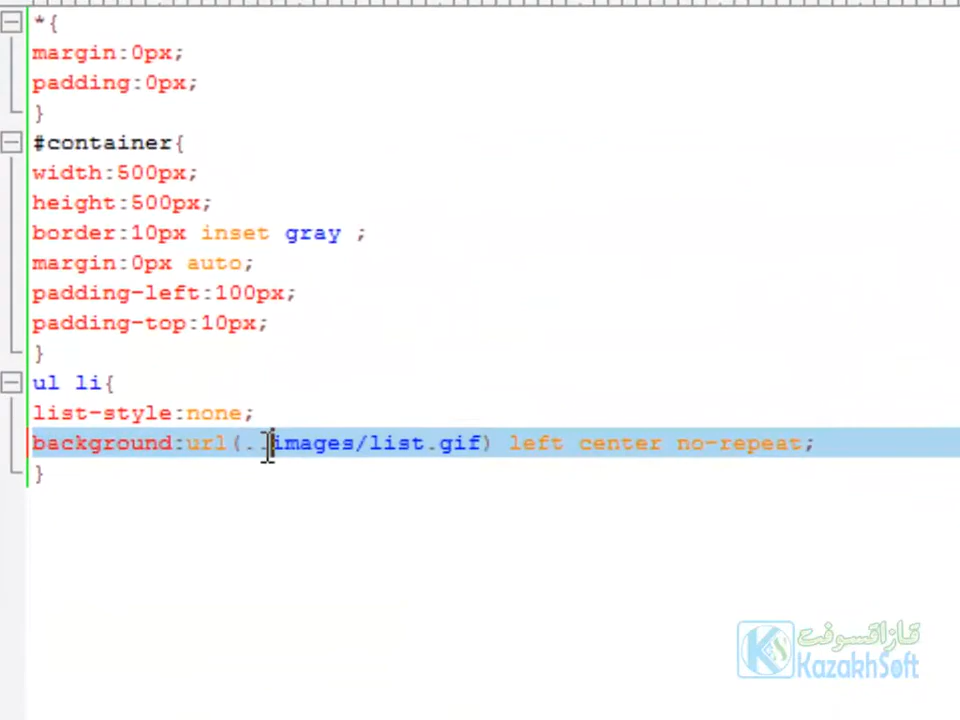 *{
margin:0px;
padding:0px;
}
#container{
width:500px;
height:500px;
border:10px inset gray ;
margin:0px auto;
padding-left:100px;
padding-top:10px;
}
ul li{
list-style:none;
background:url(..images/list.gif) left center no-repeat;
}
قازاقسوفت
KazakhSoft